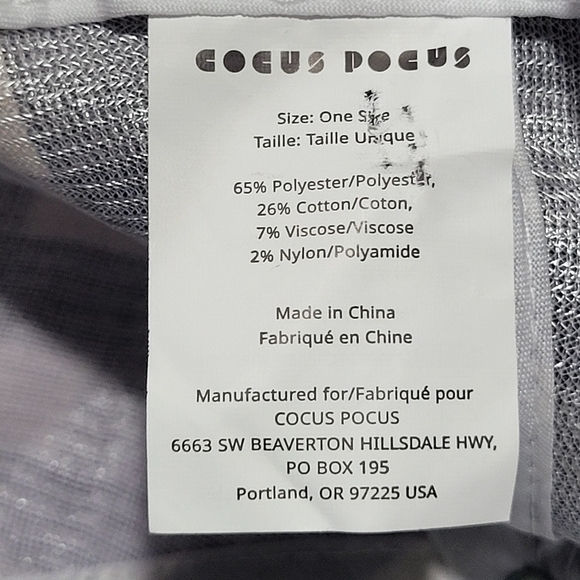 COCUS POCUS
Size: One Size
Taille: Taille Unique
65% Polyester/Polyester,
26% Cotton/Coton,
7% Viscose/Viscose
2% Nylon/Polyamide
Made in China
Fabriqué en Chine
Manufactured for/Fabriqué pour
COCUS POCUS
6663 SW BEAVERTON HILLSDALE HWY,
PO BOX 195
Portland, OR 97225 USA